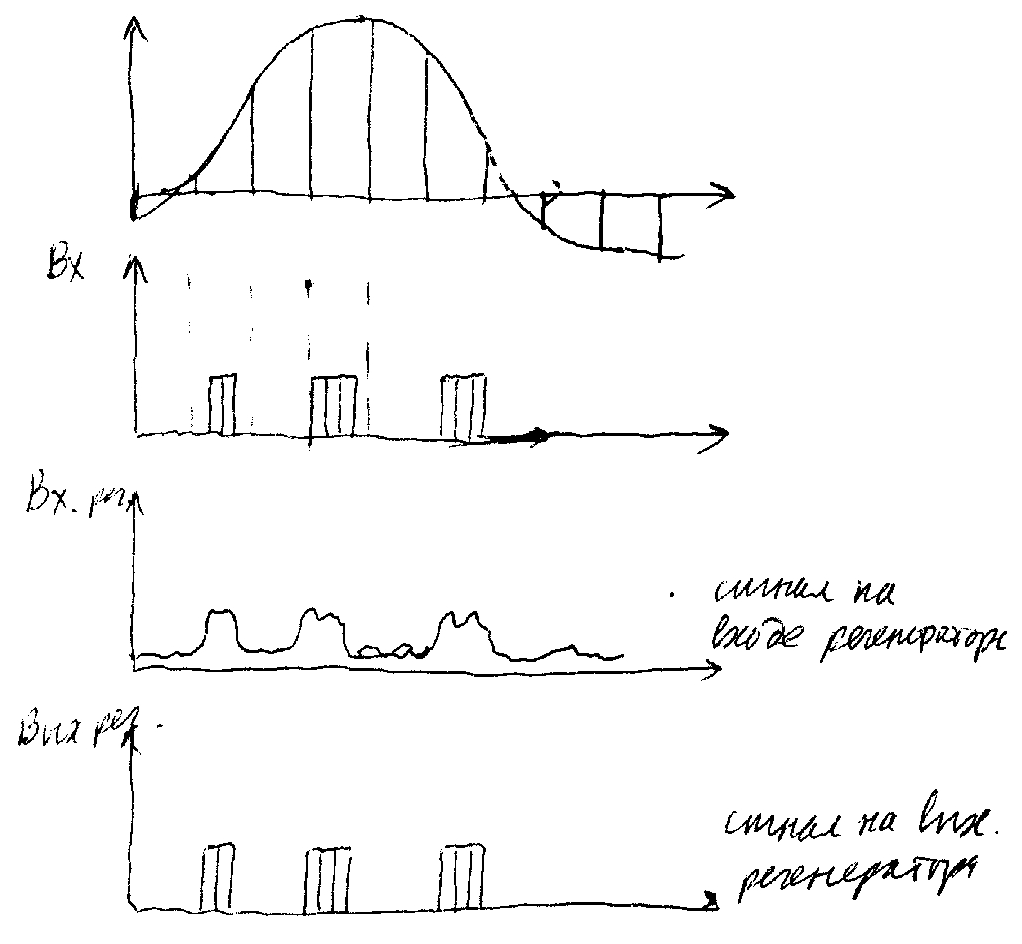 Вх
Вх. рег
сигнал на
входе регенератора
Вых рег.
сигнал на вых.
регенератора